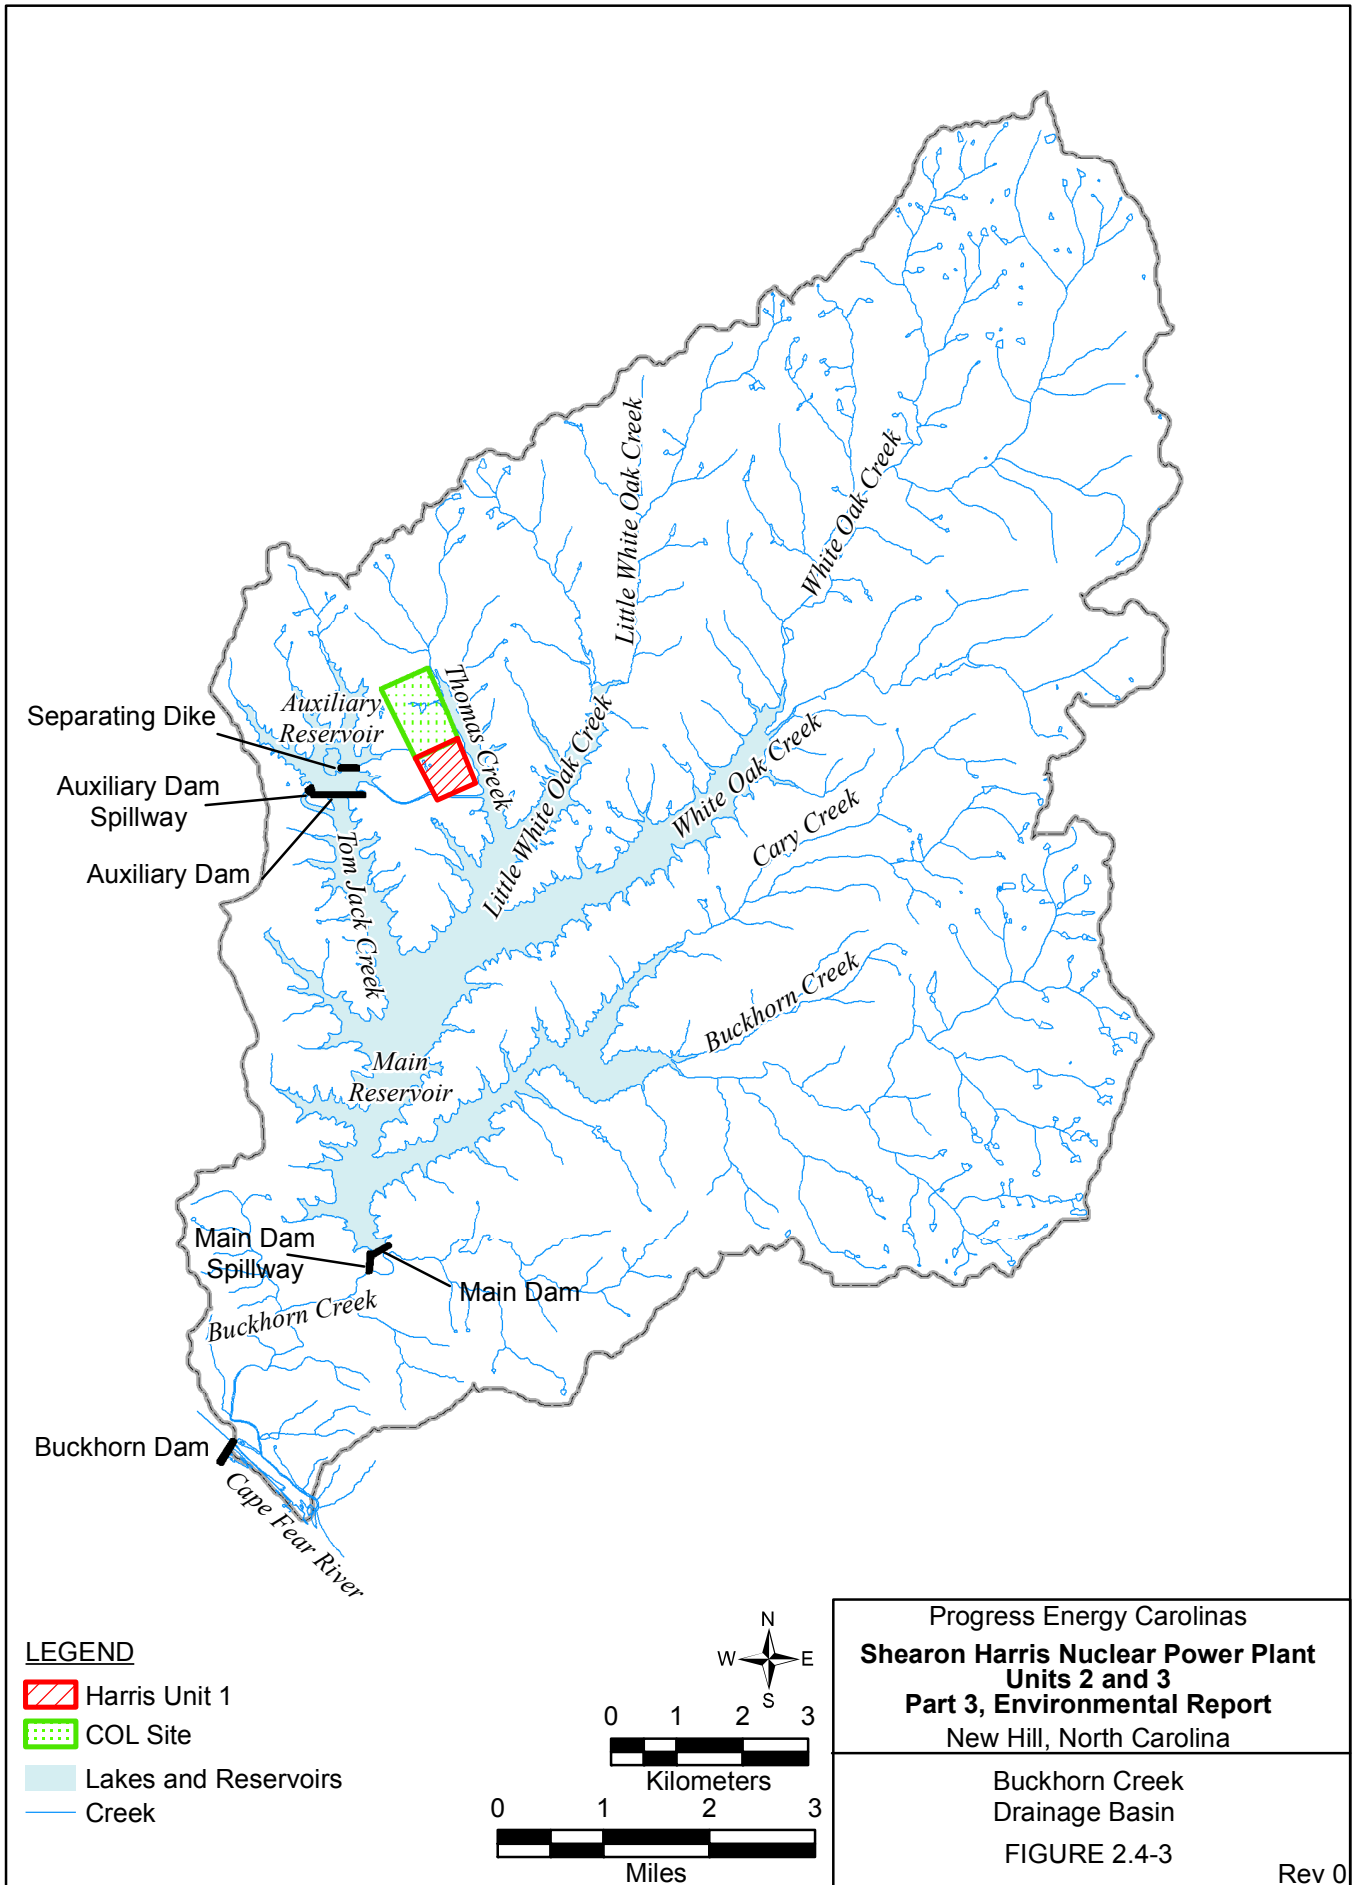 Little White Oak Creek
White Oak Creek
Thomas Creek
Auxiliary
Reservoir
Separating Dike
Auxiliary Dam
Spillway
Auxiliary Dam
Tom Jack Creek
Little White Oak Creek
White Oak Creek
Cary Creek
Buckhorn Creek
Main
Reservoir
Main Dam
Spillway
Main Dam
Buckhorn Creek
Buckhorn Dam
Cape Fear River
LEGEND
Harris Unit 1
COL Site
Lakes and Reservoirs
Creek
N
W E
S
0 1 2 3
Kilometers
0 1 2 3
Miles
Progress Energy Carolinas
Shearon Harris Nuclear Power Plant
Units 2 and 3
Part 3, Environmental Report
New Hill, North Carolina
Buckhorn Creek
Drainage Basin
FIGURE 2.4-3
Rev 0